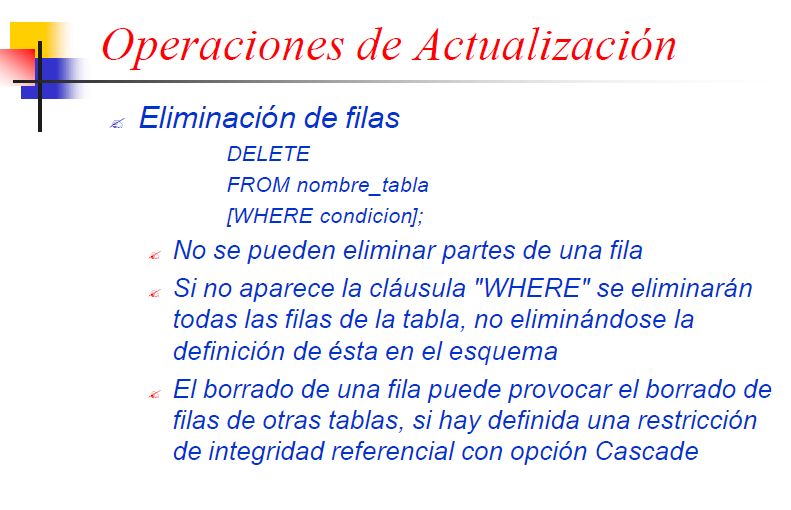 Operaciones de Actualización
Eliminación de filas
DELETE
FROM nombre_tabla
[WHERE condicion];
No se pueden eliminar partes de una fila
Si no aparece la cláusula "WHERE" se eliminarán
todas las filas de la tabla, no eliminándose la
definición de ésta en el esquema
El borrado de una fila puede provocar el borrado de
filas de otras tablas, si hay definida una restricción
de integridad referencial con opción Cascade